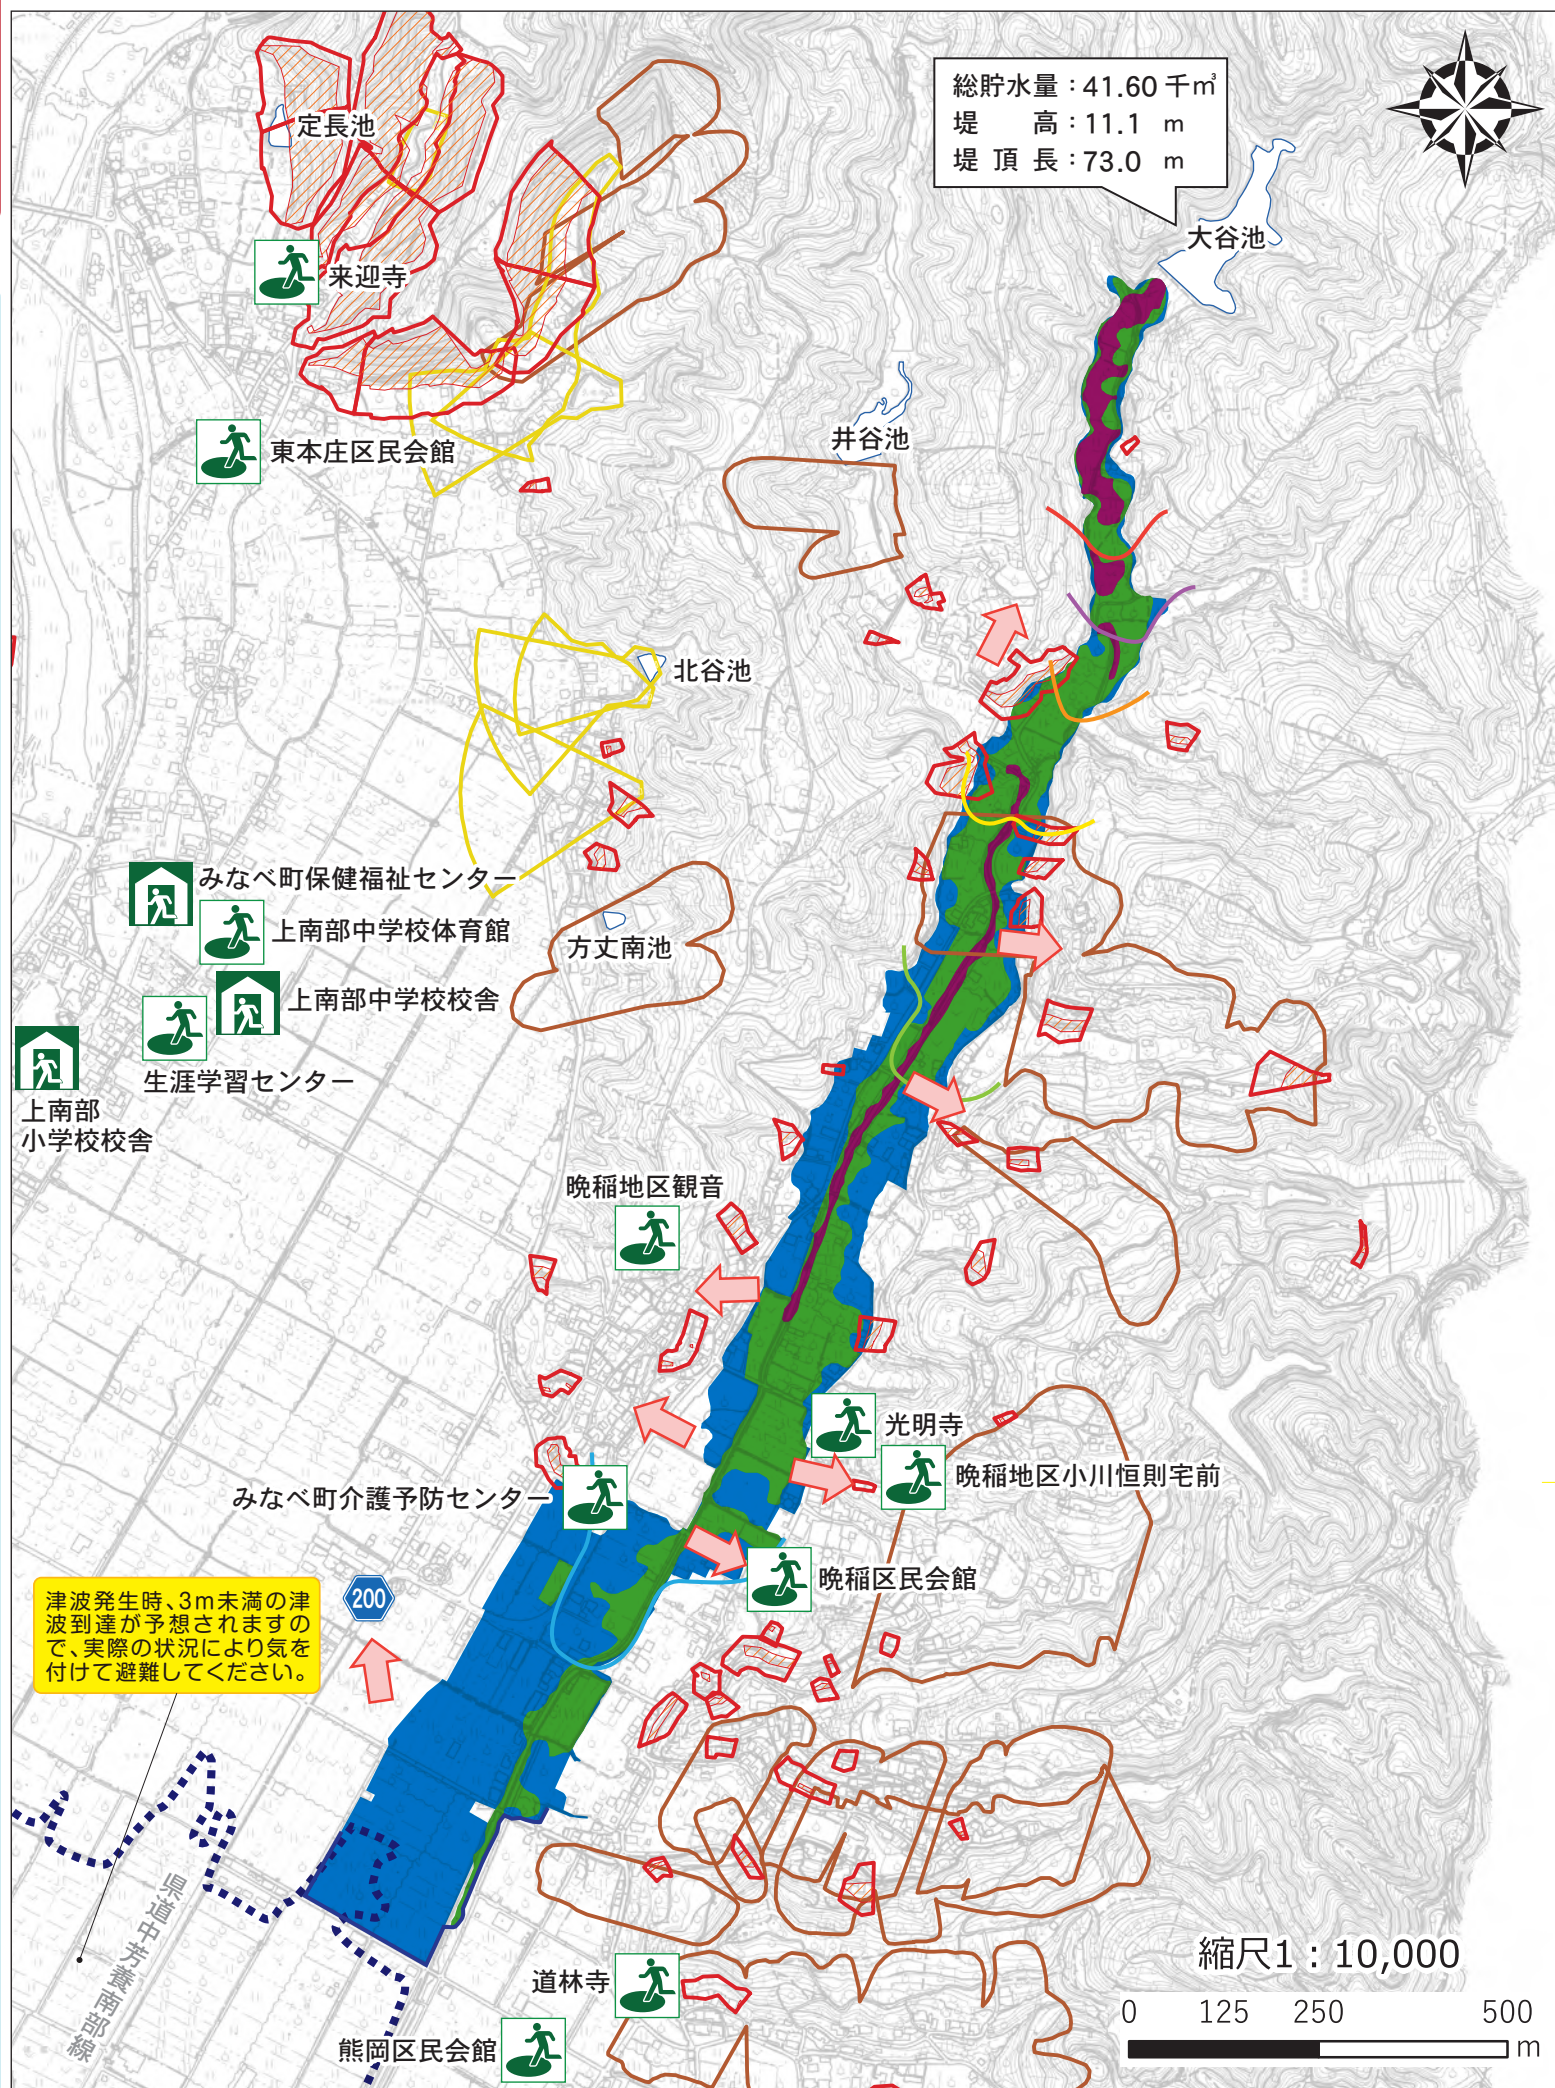 総貯水量：41.60 千㎥
堤　　高：11.1 m
堤 頂 長：73.0 m
大谷池
定長池
来迎寺
東本庄区民会館
井谷池
北谷池
みなべ町保健福祉センター
上南部中学校体育館
方丈南池
上南部中学校校舎
生涯学習センター
上南部
小学校校舎
晩稲地区観音
光明寺
晩稲地区小川恒則宅前
みなべ町介護予防センター
晩稲区民会館
200
津波発生時、3m未満の津
波到達が予想されますの
で、実際の状況により気を
付けて避難してください。
県道中芳養南部線
道林寺
熊岡区民会館
縮尺1：10,000
0 125 250 500
m